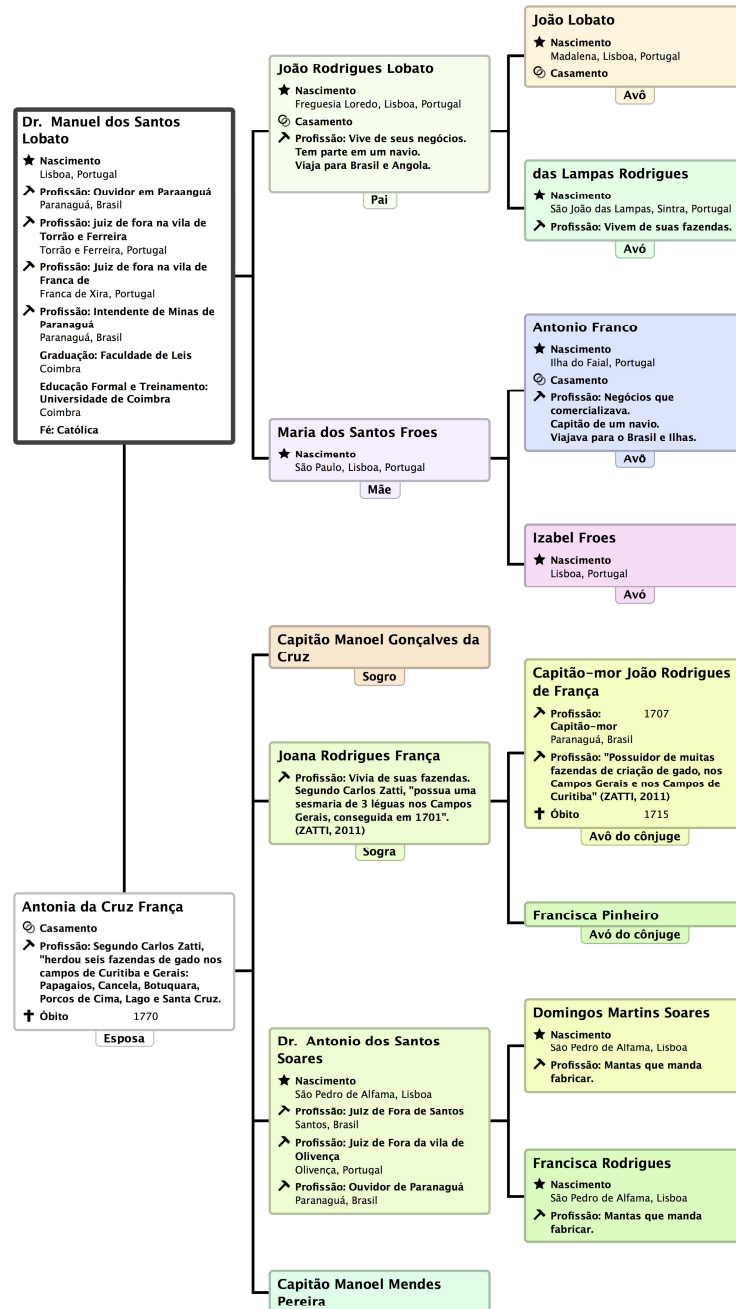 Dr.  Manuel dos Santos
Lobato
Nascimento
Lisboa, Portugal
Profissão: Ouvidor em Paraanguá
Paranaguá, Brasil
Profissão: juiz de fora na vila de
Torrão e Ferreira
Torrão e Ferreira, Portugal
Profissão: Juiz de fora na vila de
Franca de
Franca de Xira, Portugal
Profissão: Intendente de Minas de
Paranaguá
Paranaguá, Brasil
Graduação: Faculdade de Leis
Coimbra
Educação Formal e Treinamento:
Universidade de Coimbra
Coimbra
Fé: Católica
João Rodrigues Lobato
Nascimento
Freguesia Loredo, Lisboa, Portugal
Casamento
Profissão: Vive de seus negócios.
Tem parte em um navio.
Viaja para Brasil e Angola.
Pai
João Lobato
Nascimento
Madalena, Lisboa, Portugal
Casamento
Avô
das Lampas Rodrigues
Nascimento
São João das Lampas, Sintra, Portugal
Profissão: Vivem de suas fazendas.
Avó
Maria dos Santos Froes
Nascimento
São Paulo, Lisboa, Portugal
Mãe
Antonio Franco
Nascimento
Ilha do Faial, Portugal
Casamento
Profissão: Negócios que
comercializava.
Capitão de um navio.
Viajava para o Brasil e Ilhas.
Avô
Izabel Froes
Nascimento
Lisboa, Portugal
Avó
Antonia da Cruz França
Casamento
Profissão: Segundo Carlos Zatti,
"herdou seis fazendas de gado nos
campos de Curitiba e Gerais:
Papagaios, Cancela, Botuquara,
Porcos de Cima, Lago e Santa Cruz.
Óbito 1770
Esposa
Capitão Manoel Gonçalves da
Cruz
Sogro
Joana Rodrigues França
Profissão: Vivia de suas fazendas.
Segundo Carlos Zatti, "possua uma
sesmaria de 3 léguas nos Campos
Gerais, conseguida em 1701".
(ZATTI, 2011)
Sogra
Capitão-mor João Rodrigues
de França
Profissão: 1707
Capitão-mor
Paranaguá, Brasil
Profissão: "Possuidor de muitas
fazendas de criação de gado, nos
Campos Gerais e nos Campos de
Curitiba" (ZATTI, 2011)
Óbito 1715
Avô do cônjuge
Francisca Pinheiro
Avó do cônjuge
Dr.  Antonio dos Santos
Soares
Nascimento
São Pedro de Alfama, Lisboa
Profissão: Juiz de Fora de Santos
Santos, Brasil
Profissão: Juiz de Fora da vila de
Olivença
Olivença, Portugal
Profissão: Ouvidor de Paranaguá
Paranaguá, Brasil
Domingos Martins Soares
Nascimento
São Pedro de Alfama, Lisboa
Profissão: Mantas que manda
fabricar.
Francisca Rodrigues
Nascimento
São Pedro de Alfama, Lisboa
Profissão: Mantas que manda
fabricar.
Capitão Manoel Mendes
Pereira